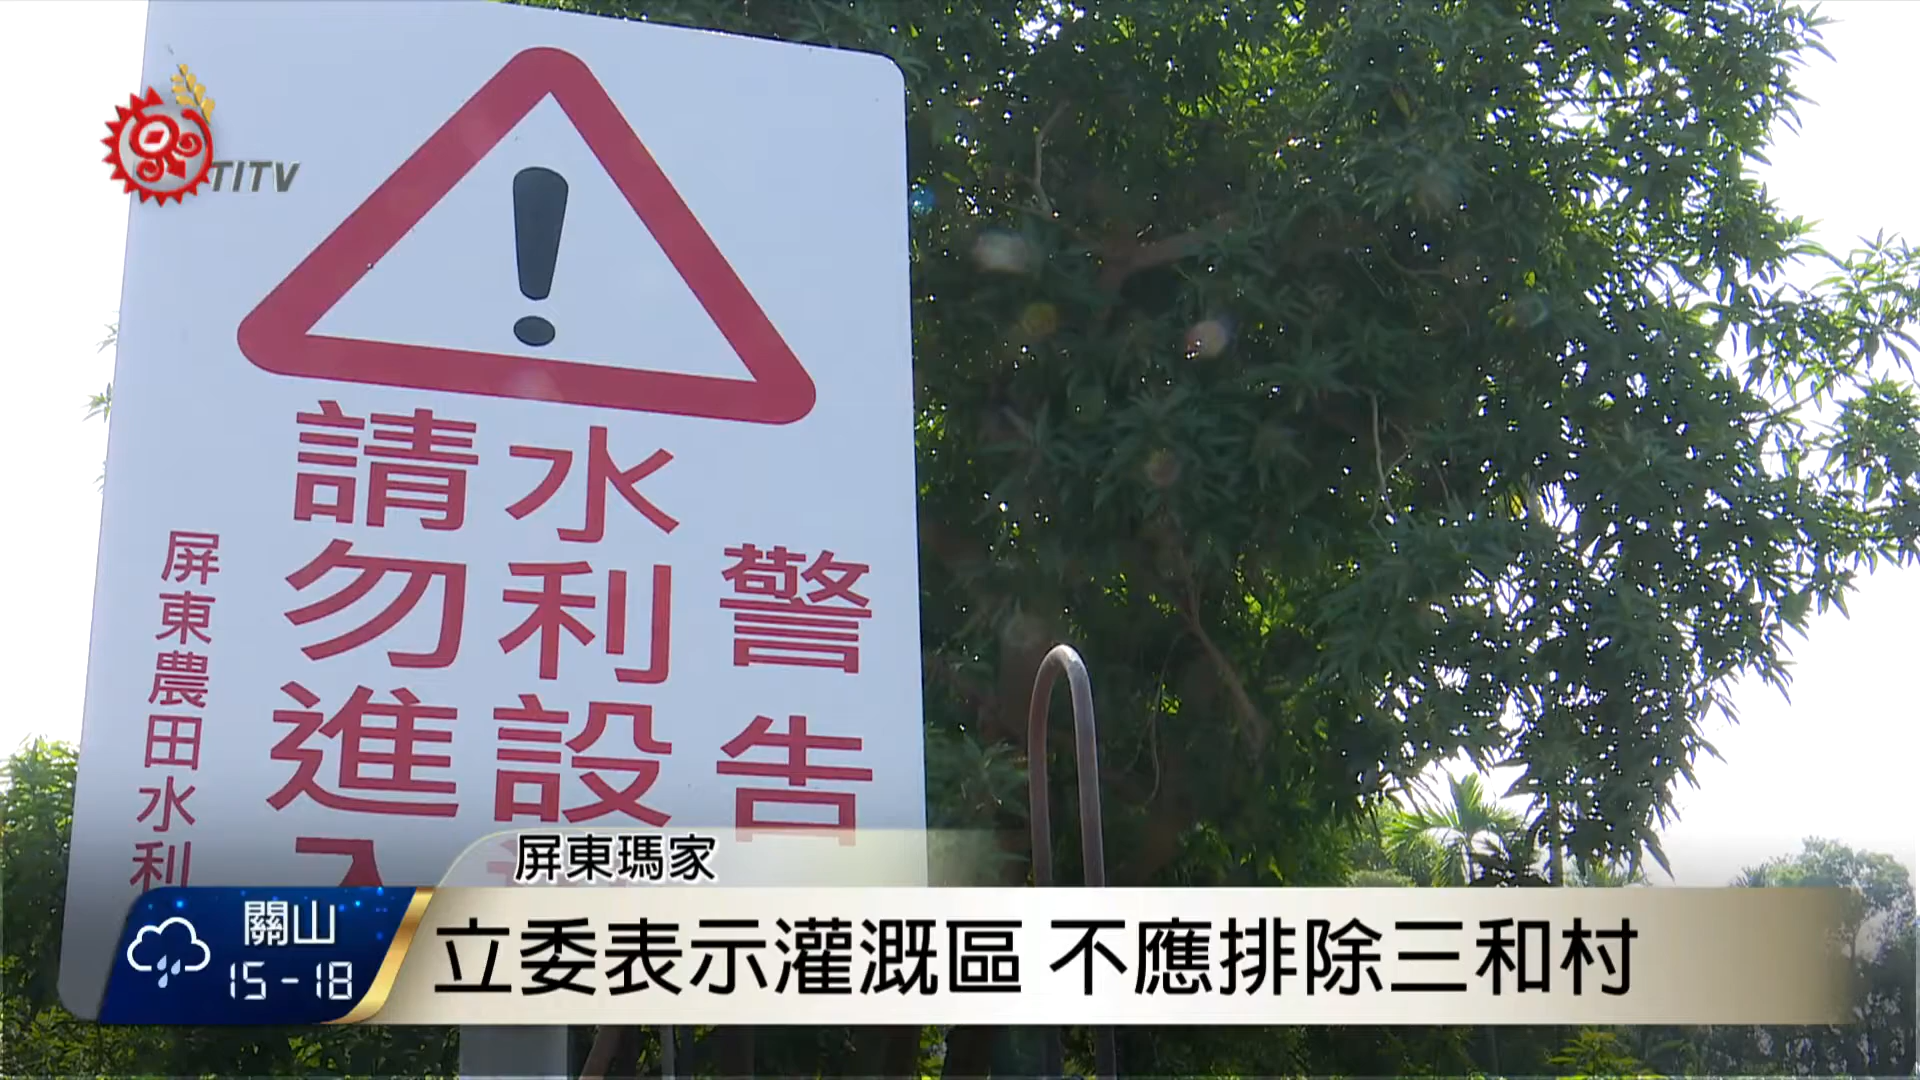 TITV
警告
水利設
請勿進入
屏東農田水利
屏東瑪家
關山
15-18
立委表示灌溉區 不應排除三和村